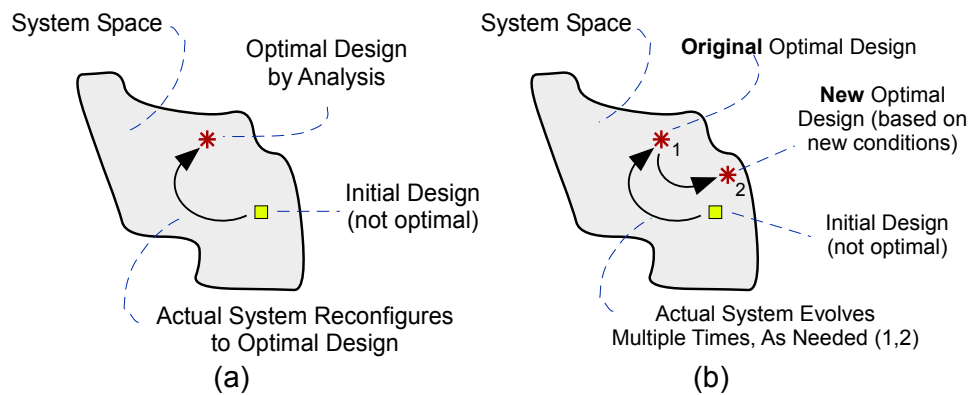 System Space
Optimal Design
by Analysis
Initial Design
(not optimal)
Actual System Reconfigures
to Optimal Design
(a)
System Space
Original Optimal Design
New Optimal
Design (based on
new conditions)
1
2
Initial Design
(not optimal)
Actual System Evolves
Multiple Times, As Needed (1,2)
(b)